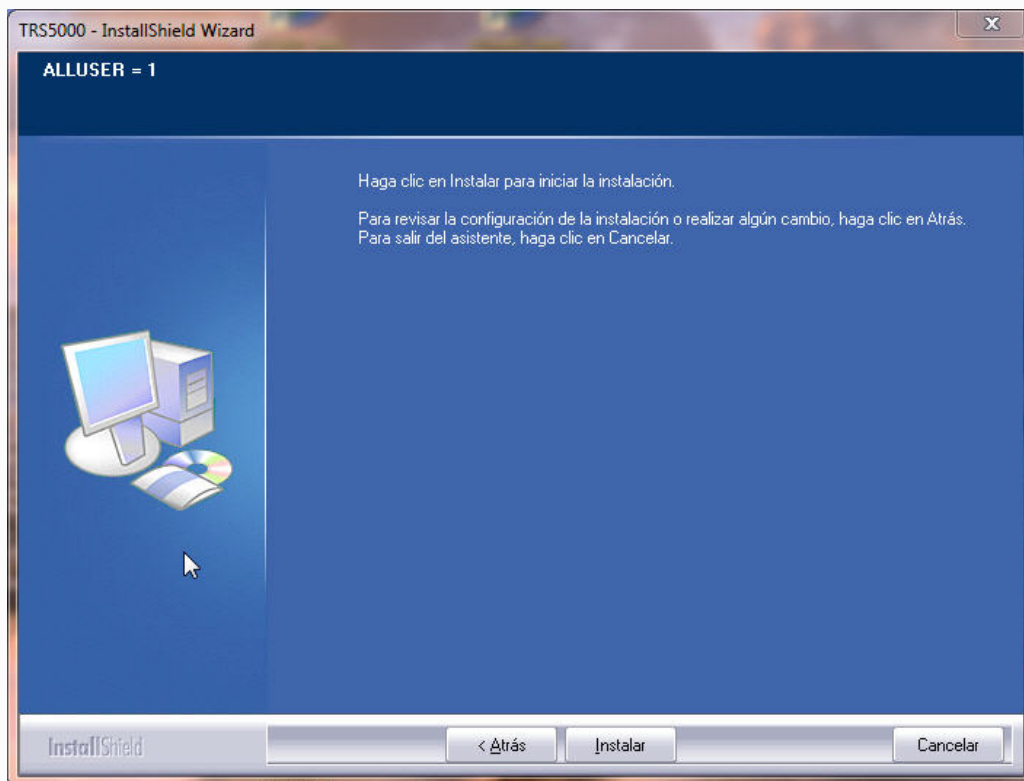 TRS5000 - InstallShield Wizard
ALLUSER = 1
Haga clic en Instalar para iniciar la instalación.
Para revisar la configuración de la instalación o realizar algún cambio, haga clic en Atrás.
Para salir del asistente, haga clic en Cancelar.
InstallShield
< Atrás
Instalar
Cancelar